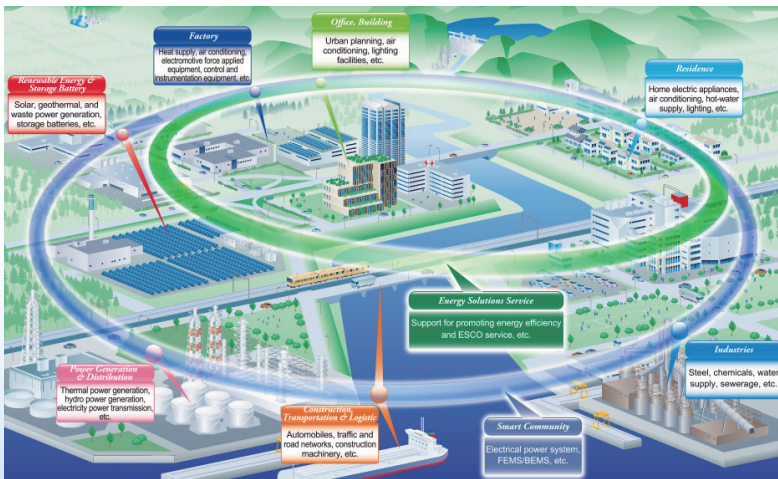 Office, Building
Urban planning, air
conditioning, lighting
facilities, etc.
Factory
Heat supply, air conditioning,
electromotive force applied
equipment, control and
instrumentation equipment, etc.
Renewable Energy &
Storage Battery
Solar, geothermal, and
waste power generation,
storage batteries, etc.
Residence
Home electric appliances,
air conditioning, hot-water
supply, lighting, etc.
Energy Solutions Service
Support for promoting energy efficiency
and ESCO service, etc.
Power Generation
& Distribution
Thermal power generation,
hydro power generation,
electricity power transmission,
etc.
Industries
Steel, chemicals, water
supply, sewerage, etc.
Construction,
Transportation & Logistic
Automobiles, traffic and
road networks, construction
machinery, etc.
Smart Community
Electrical power system,
FEMS/BEMS, etc.